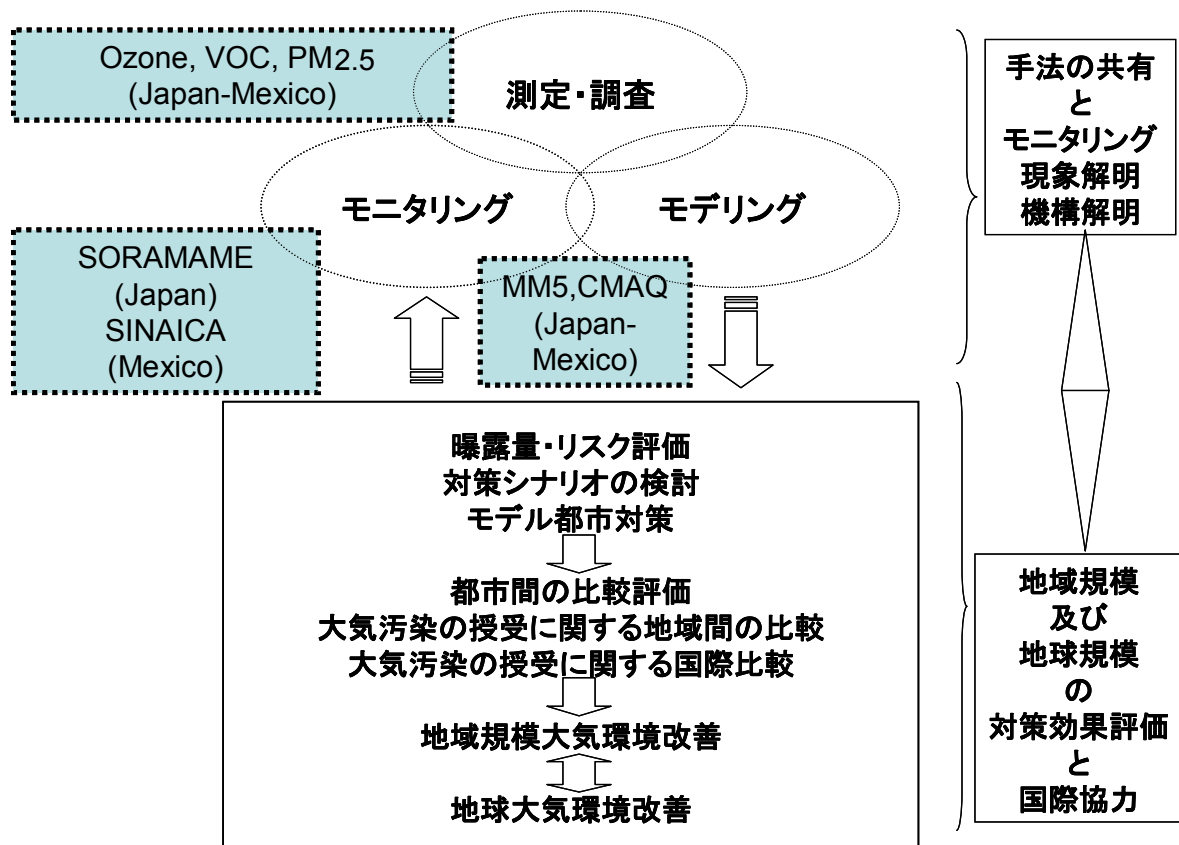 Ozone, VOC, PM2.5
(Japan-Mexico)
測定・調査
モニタリング
モデリング
SORAMAME
(Japan)
SINAICA
(Mexico)
MM5,CMAQ
(Japan-
Mexico)
手法の共有
と
モニタリング
現象解明
機構解明
曝露量・リスク評価
対策シナリオの検討
モデル都市対策
都市間の比較評価
大気汚染の授受に関する地域間の比較
大気汚染の授受に関する国際比較
地域規模大気環境改善
地球大気環境改善
地域規模
及び
地球規模
の
対策効果評価
と
国際協力